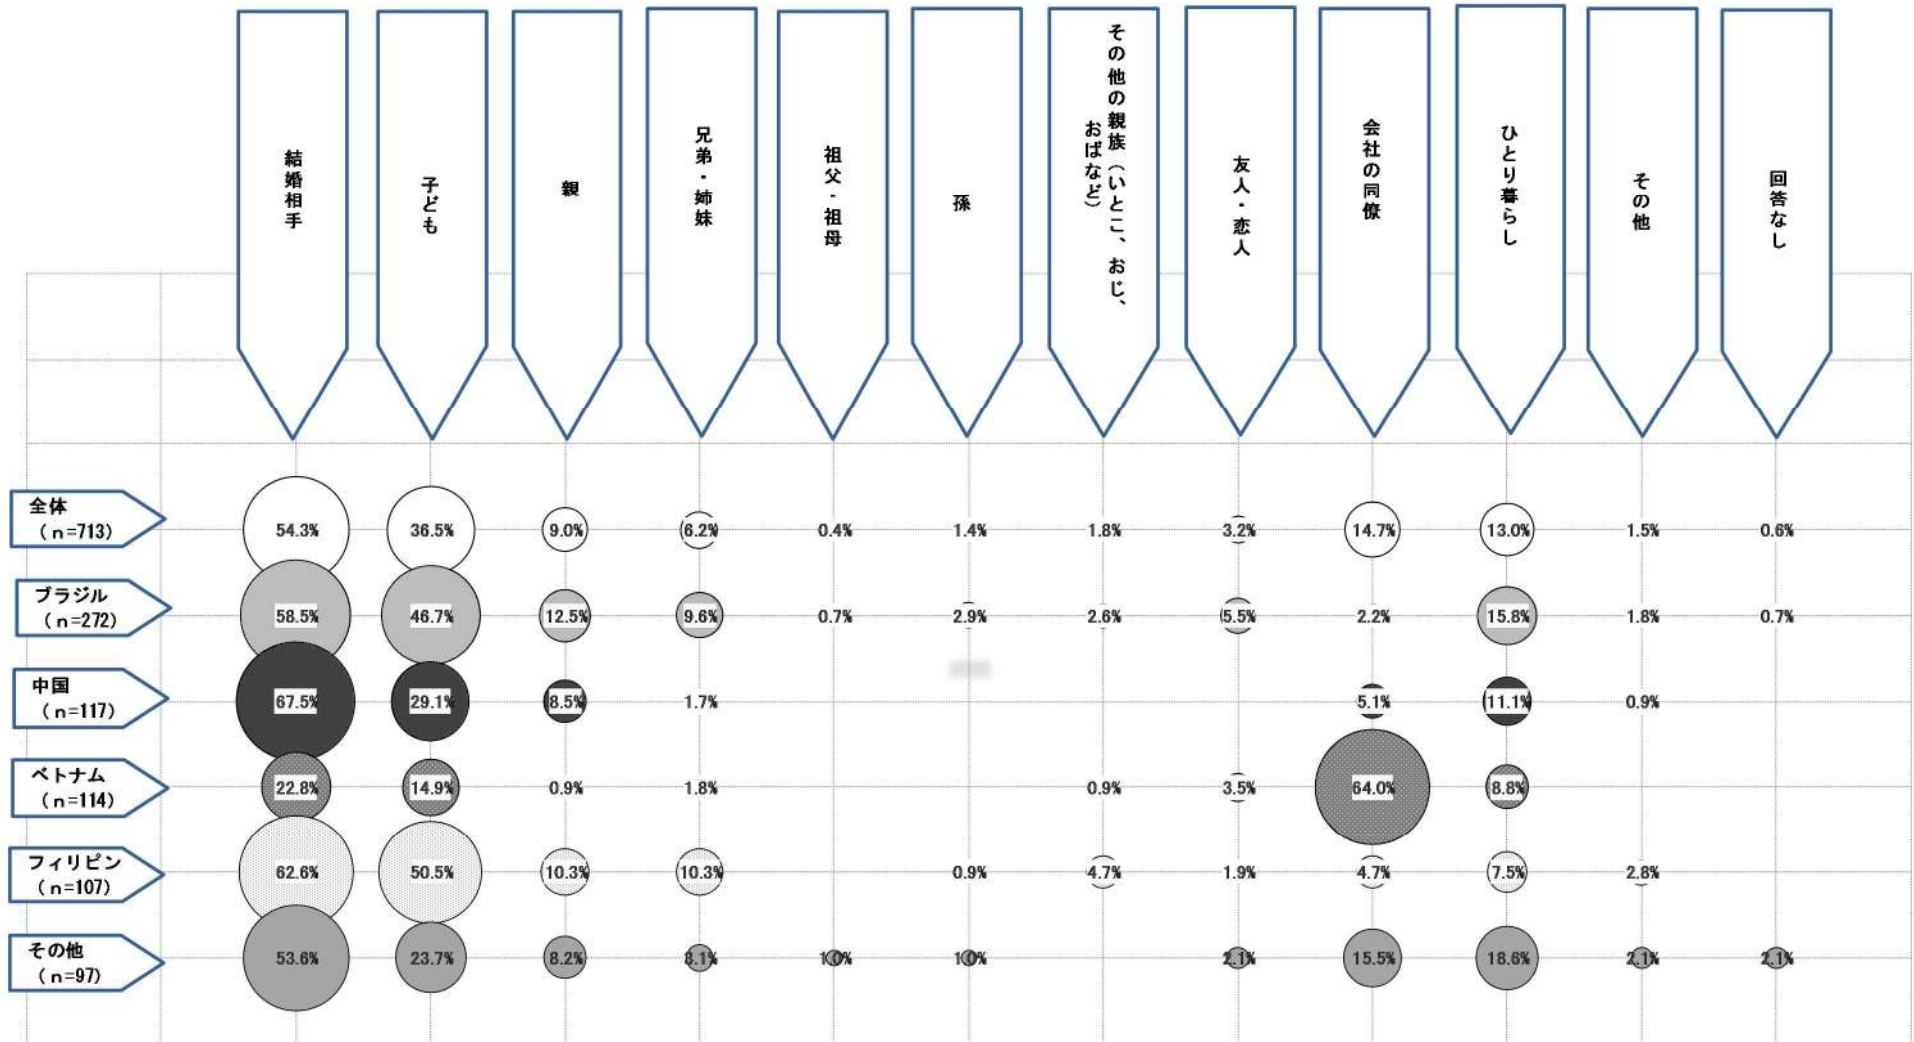 結婚相手
子ども
親
兄弟・姉妹
祖父・祖母
孫
その他の親族（いとこ、おじ、
おばなど）
友人・恋人
会社の同僚
ひとり暮らし
その他
回答なし
全体
（n=713）
54.3% 36.5% 9.0% 6.2% 0.4% 1.4% 1.8% 3.2% 14.7% 13.0% 1.5% 0.6%
ブラジル
（n=272）
58.5% 46.7% 12.5% 9.6% 0.7% 2.9% 2.6% 5.5% 2.2% 15.8% 1.8% 0.7%
中国
（n=117）
67.5% 29.1% 8.5% 1.7% 5.1% 11.1% 0.9%
ベトナム
（n=114）
22.8% 14.9% 0.9% 1.8% 0.9% 3.5% 64.0% 8.8%
フィリピン
（n=107）
62.6% 50.5% 10.3% 10.3% 0.9% 4.7% 1.9% 4.7% 7.5% 2.8%
その他
（n=97）
53.6% 23.7% 8.2% 3.1% 1.0% 1.0% 2.1% 15.5% 18.6% 2.1% 2.1%